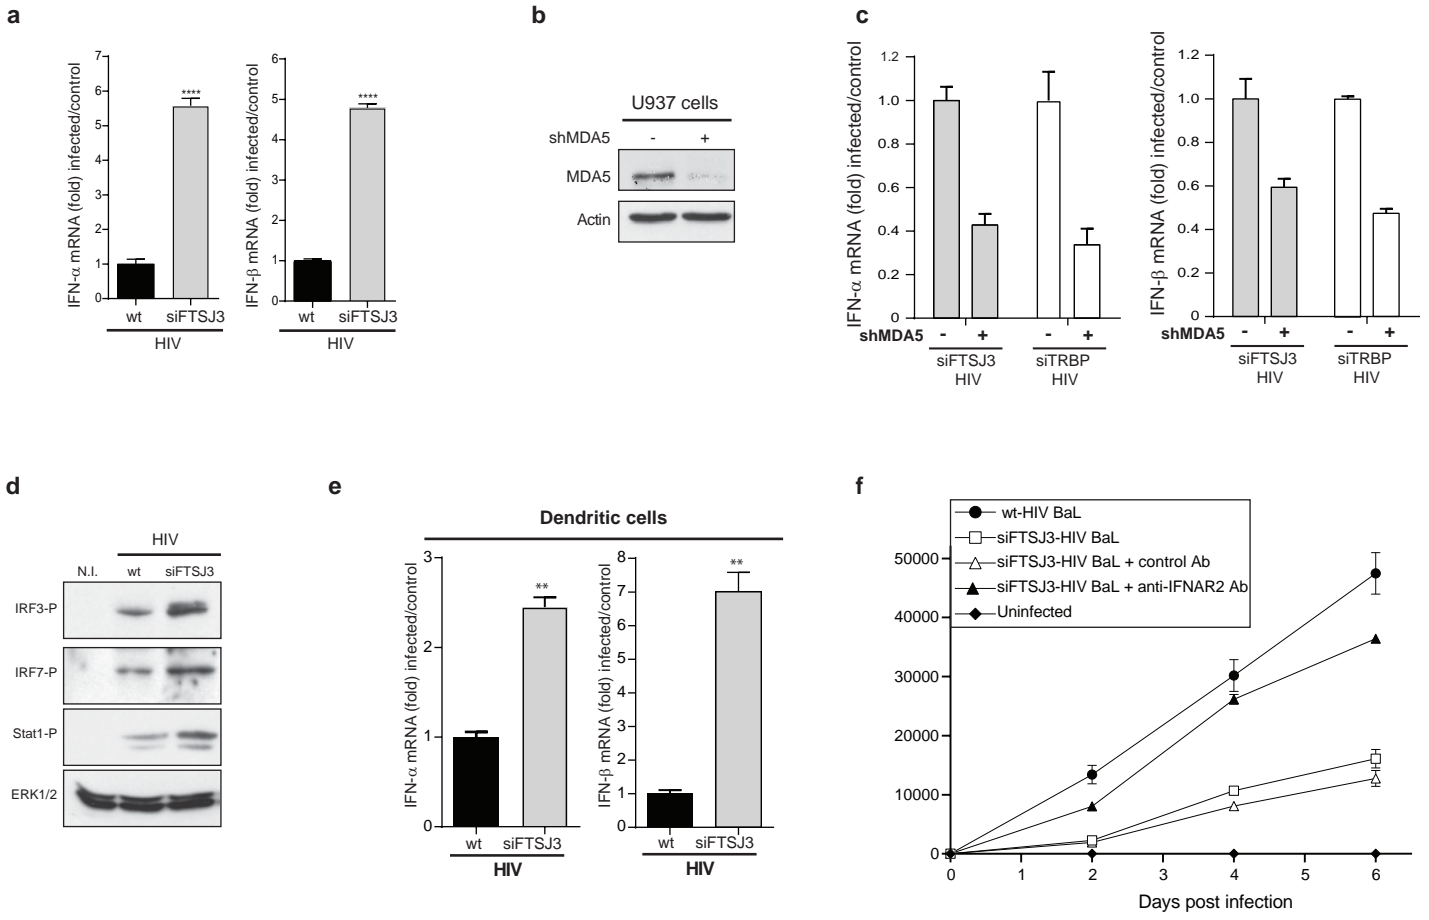 a
IFN-α mRNA (fold) infected/control
7
6
5
4
3
2
1
0
****
wt siFTSJ3
HIV
IFN-β mRNA (fold) infected/control
6
5
4
3
2
1
0
****
wt siFTSJ3
HIV
b
U937 cells
shMDA5 - +
MDA5
Actin
c
IFN-α mRNA (fold) infected/control
1.2
1.0
0.8
0.6
0.4
0.2
0
shMDA5 - + - +
siFTSJ3 siTRBP
HIV HIV
IFN-β mRNA (fold) infected/control
1.2
1.0
0.8
0.6
0.4
0.2
0
shMDA5 - + - +
siFTSJ3 siTRBP
HIV HIV
d
HIV
N.I. wt siFTSJ3
IRF3-P
IRF7-P
Stat1-P
ERK1/2
e
Dendritic cells
IFN-α mRNA (fold) infected/control
3
2
1
0
**
wt siFTSJ3
HIV
IFN-β mRNA (fold) infected/control
8
7
6
5
4
3
2
1
0
**
wt siFTSJ3
HIV
f
wt-HIV BaL
siFTSJ3-HIV BaL
siFTSJ3-HIV BaL + control Ab
siFTSJ3-HIV BaL + anti-IFNAR2 Ab
Uninfected
50000
40000
30000
20000
10000
0
0 1 2 3 4 5 6
Days post infection